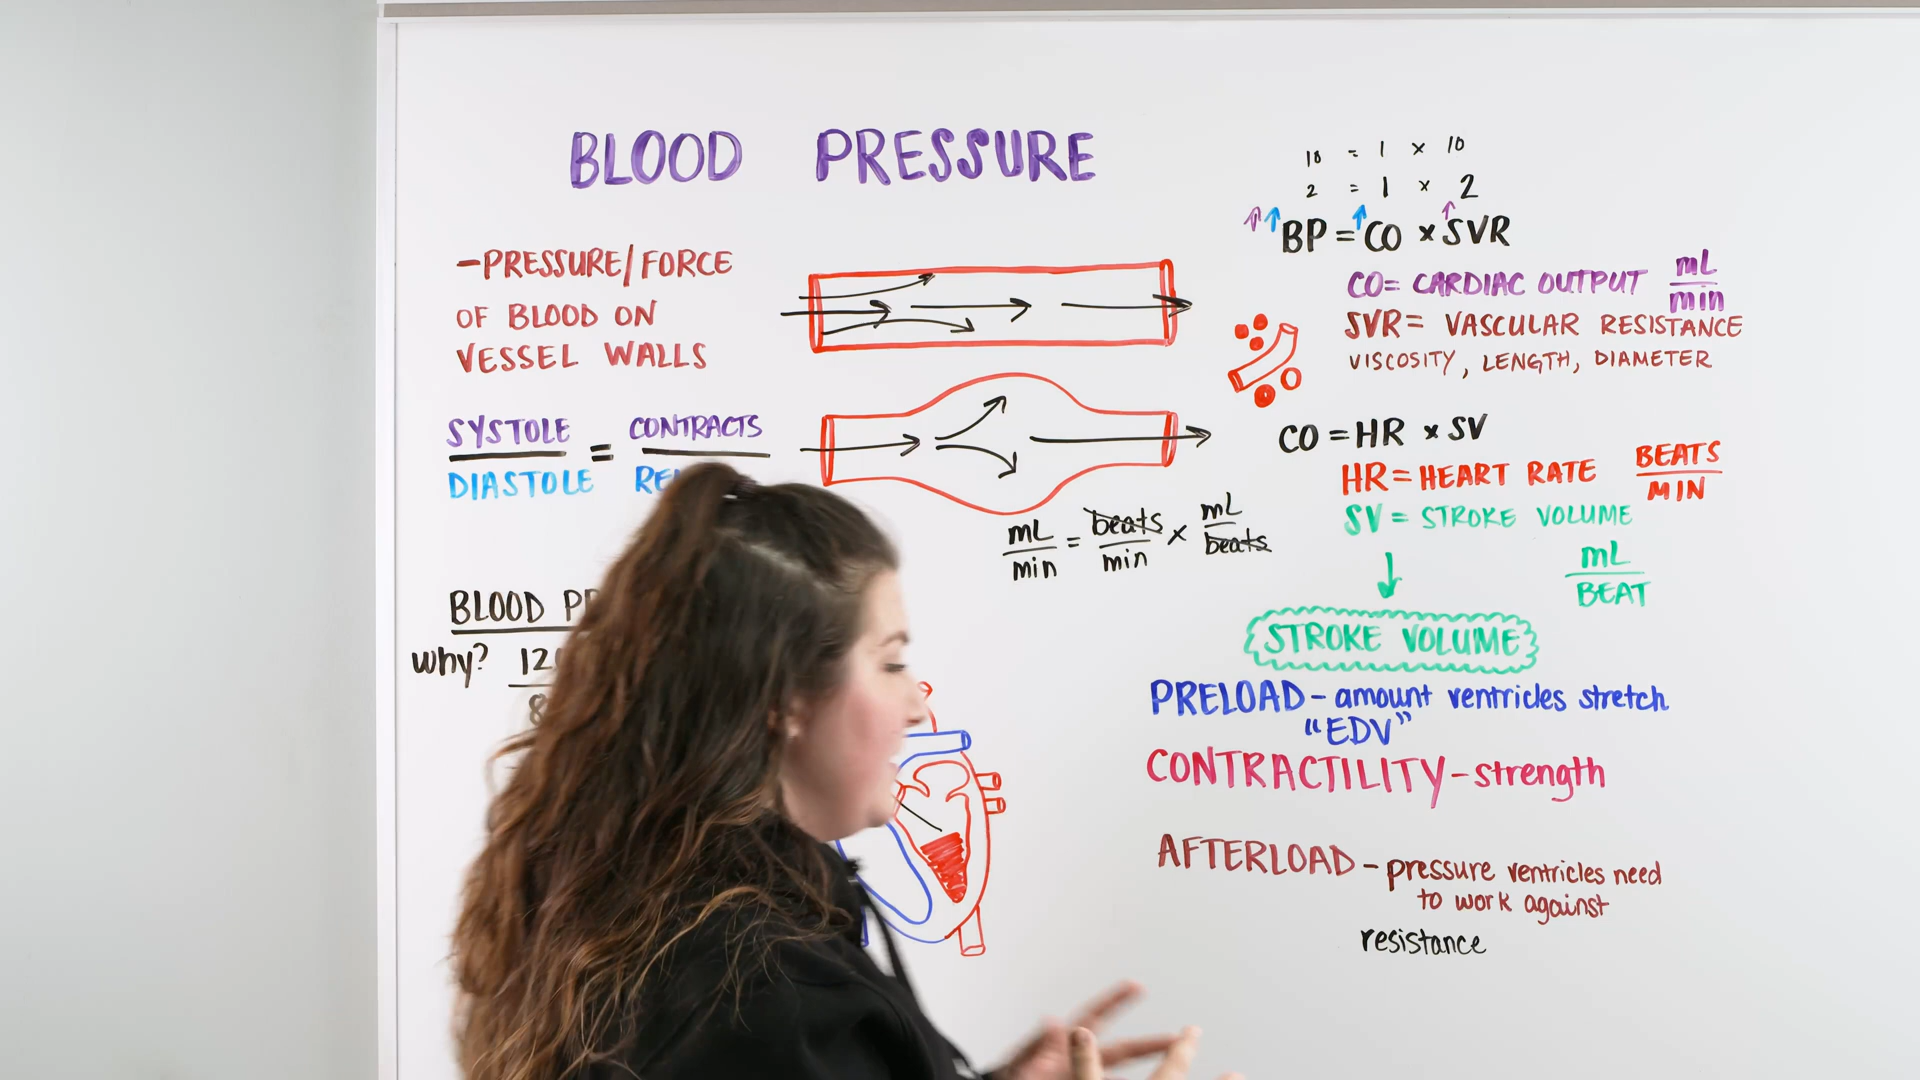 BLOOD PRESSURE
-PRESSURE/FORCE
OF BLOOD ON
VESSEL WALLS
SYSTOLE = CONTRACTS
DIASTOLE
BLOOD
why?
10 = 1 × 10
2 = 1 × 2
↑↑BP = ↑CO × ↑SVR
CO = CARDIAC OUTPUT mL/min
SVR = VASCULAR RESISTANCE
VISCOSITY, LENGTH, DIAMETER
CO = HR × SV
HR = HEART RATE BEATS/MIN
SV = STROKE VOLUME
mL/BEAT
mL/min = beats/min × mL/beats
STROKE VOLUME
PRELOAD - amount ventricles stretch
"EDV"
CONTRACTILITY - strength
AFTERLOAD - pressure ventricles need
to work against
resistance